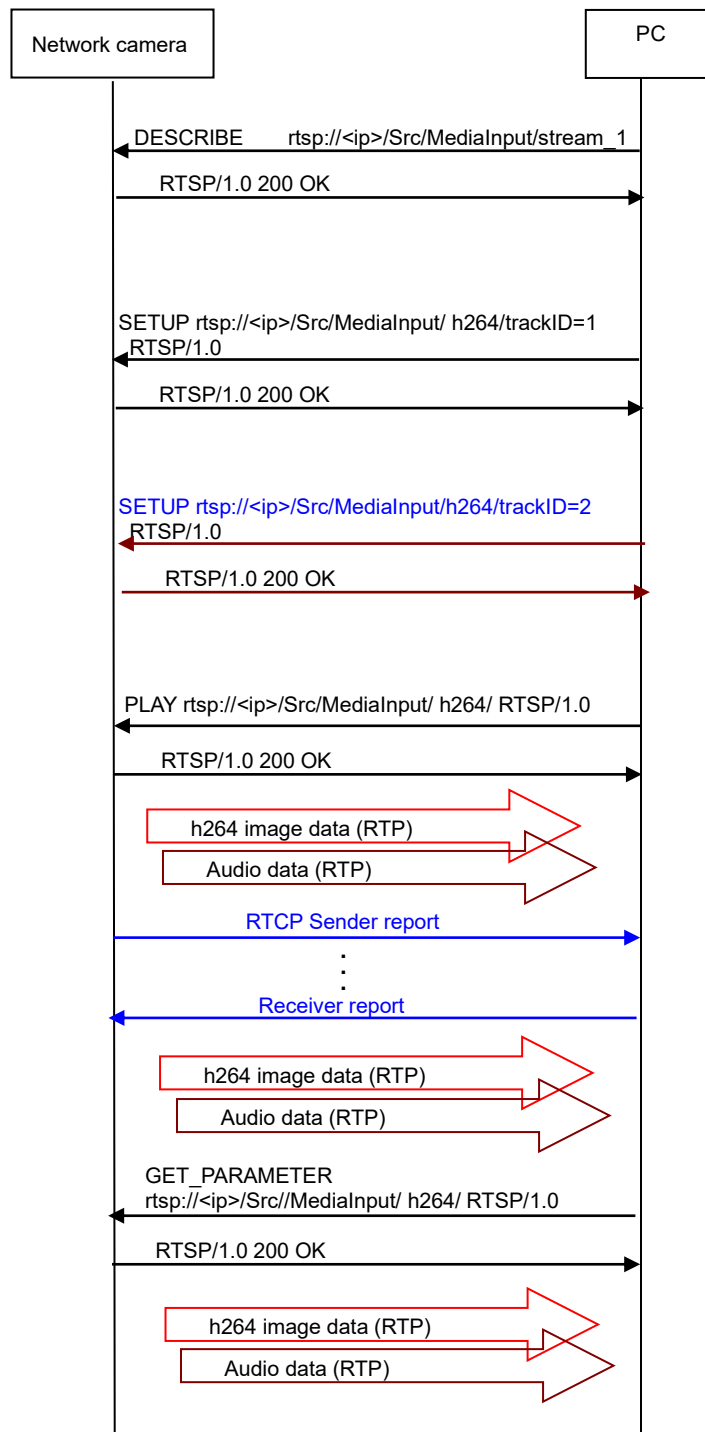 Network camera
PC
DESCRIBE rtsp://<ip>/Src/MediaInput/stream_1
RTSP/1.0 200 OK
SETUP rtsp://<ip>/Src/MediaInput/ h264/trackID=1
RTSP/1.0
RTSP/1.0 200 OK
SETUP rtsp://<ip>/Src/MediaInput/h264/trackID=2
RTSP/1.0
RTSP/1.0 200 OK
PLAY rtsp://<ip>/Src/MediaInput/ h264/ RTSP/1.0
RTSP/1.0 200 OK
h264 image data (RTP)
Audio data (RTP)
RTCP Sender report
.
.
.
Receiver report
h264 image data (RTP)
Audio data (RTP)
GET_PARAMETER
rtsp://<ip>/Src//MediaInput/ h264/ RTSP/1.0
RTSP/1.0 200 OK
h264 image data (RTP)
Audio data (RTP)